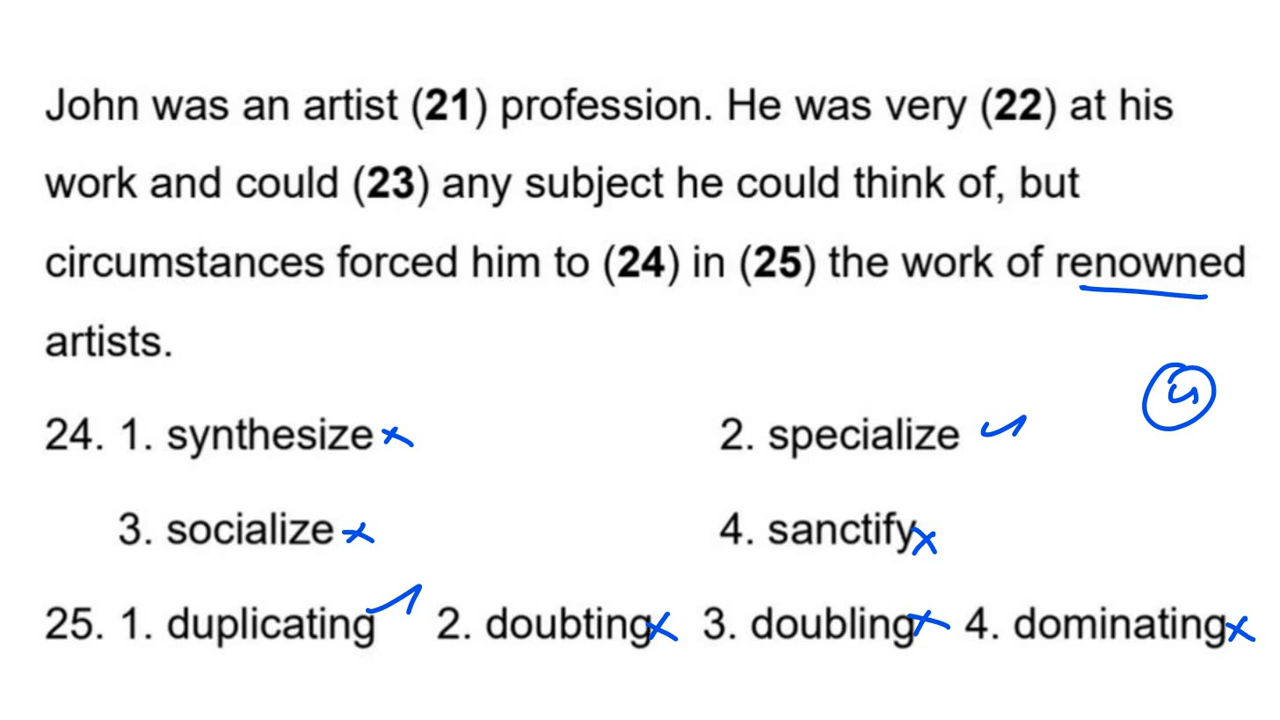 John was an artist (21) profession. He was very (22) at his
work and could (23) any subject he could think of, but
circumstances forced him to (24) in (25) the work of renowned
artists.
24. 1. synthesize 2. specialize
3. socialize 4. sanctify
25. 1. duplicating 2. doubting 3. doubling 4. dominating